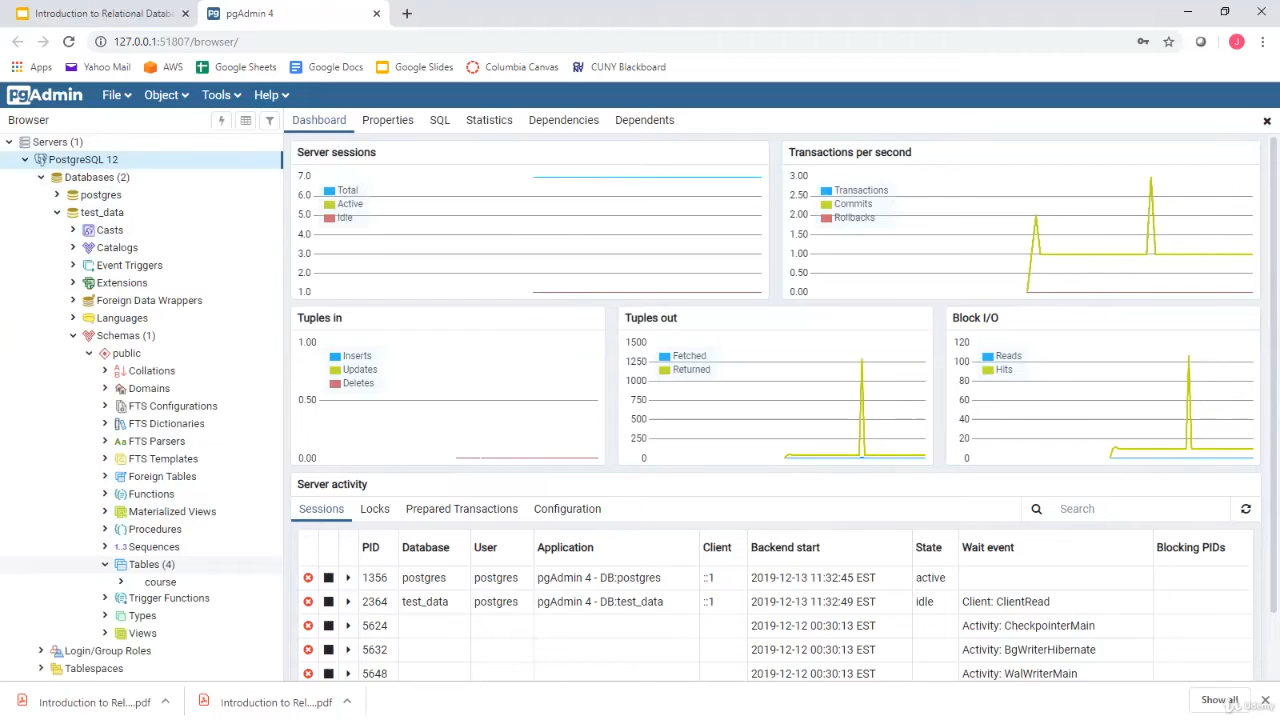 Introduction to Relational Datab
pgAdmin 4
127.0.0.1:51807/browser/
J
Apps Yahoo Mail AWS Google Sheets Google Docs Google Slides Columbia Canvas CUNY Blackboard
pgAdmin File Object Tools Help
Browser
Dashboard Properties SQL Statistics Dependencies Dependents
Servers (1)
PostgreSQL 12
Databases (2)
postgres
test_data
Casts
Catalogs
Event Triggers
Extensions
Foreign Data Wrappers
Languages
Schemas (1)
public
Collations
Domains
FTS Configurations
FTS Dictionaries
FTS Parsers
FTS Templates
Foreign Tables
Functions
Materialized Views
Procedures
1.3 Sequences
Tables (4)
course
Trigger Functions
Types
Views
Login/Group Roles
Tablespaces
Server sessions
7.0
6.0
5.0
4.0
3.0
2.0
1.0
Total
Active
Idle
Transactions per second
3.00
2.50
2.00
1.50
1.00
0.50
0.00
Transactions
Commits
Rollbacks
Tuples in
1.00
0.50
0.00
Inserts
Updates
Deletes
Tuples out
1500
1250
1000
750
500
250
0
Fetched
Returned
Block I/O
120
100
80
60
40
20
0
Reads
Hits
Server activity
Sessions Locks Prepared Transactions Configuration Search
PID Database User Application Client Backend start State Wait event Blocking PIDs
1356 postgres postgres pgAdmin 4 - DB:postgres ::1 2019-12-13 11:32:45 EST active
2364 test_data postgres pgAdmin 4 - DB:test_data ::1 2019-12-13 11:32:49 EST idle Client: ClientRead
5624 2019-12-12 00:30:13 EST Activity: CheckpointerMain
5632 2019-12-12 00:30:13 EST Activity: BgWriterHibernate
5648 2019-12-12 00:30:13 EST Activity: WalWriterMain
Introduction to Rel....pdf
Introduction to Rel....pdf
Show all
Udemy